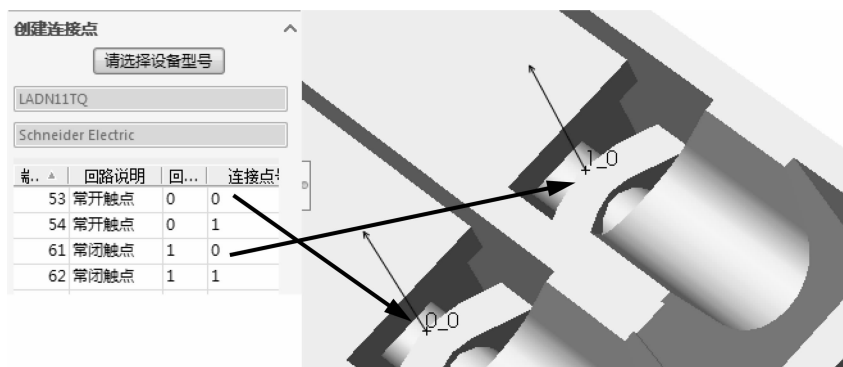 创建连接点
请选择设备型号
LADN11TQ
Schneider Electric
回路说明 回... 连接点
53 常开触点 0 0
54 常开触点 0 1
61 常闭触点 1 0
62 常闭触点 1 1
1_0
0_0